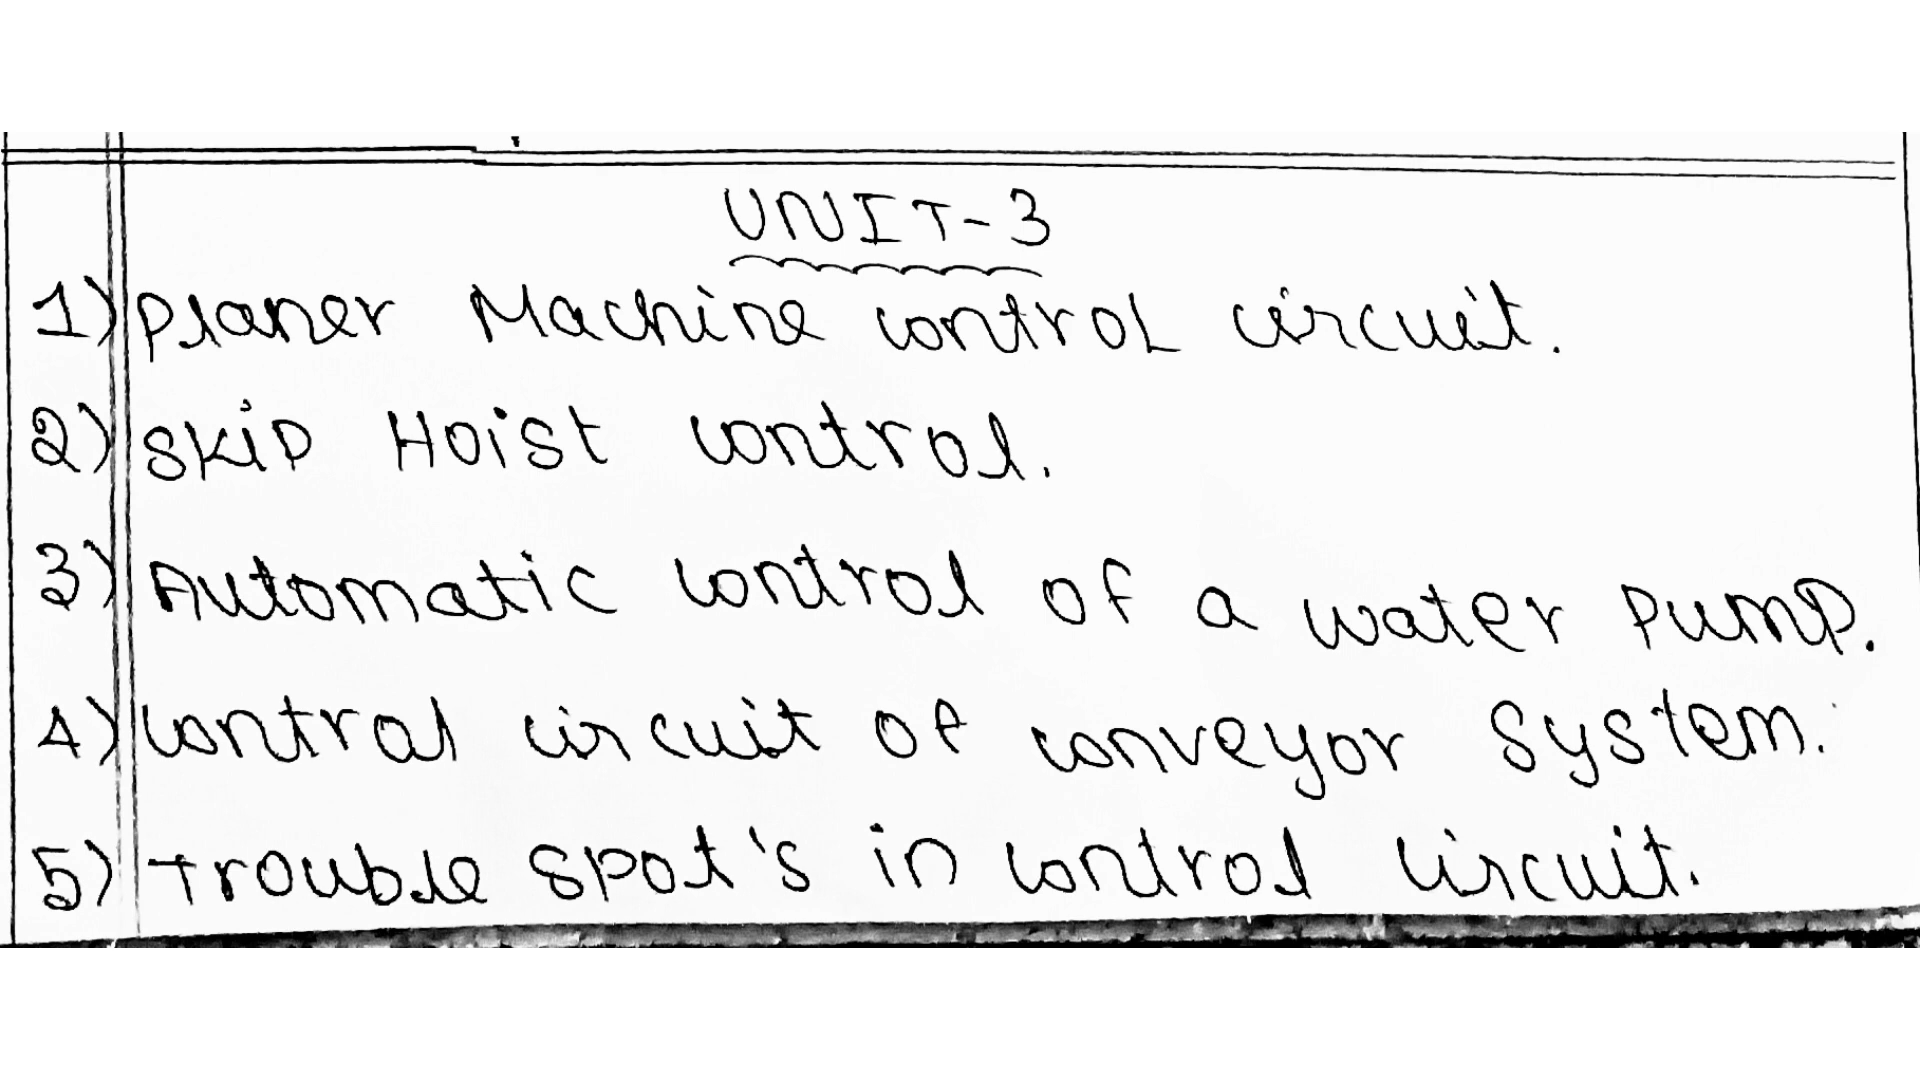 UNIT-3
1) Planer Machine control circuit.
2) Skip Hoist control.
3) Automatic control of a water pump.
4) control circuit of conveyor system.
5) Trouble spot's in control circuit.